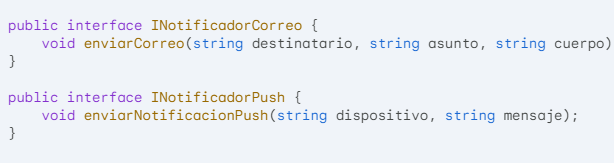 public interface INotificadorCorreo {
void enviarCorreo(string destinatario, string asunto, string cuerpo)
}
public interface INotificadorPush {
void enviarNotificacionPush(string dispositivo, string mensaje);
}